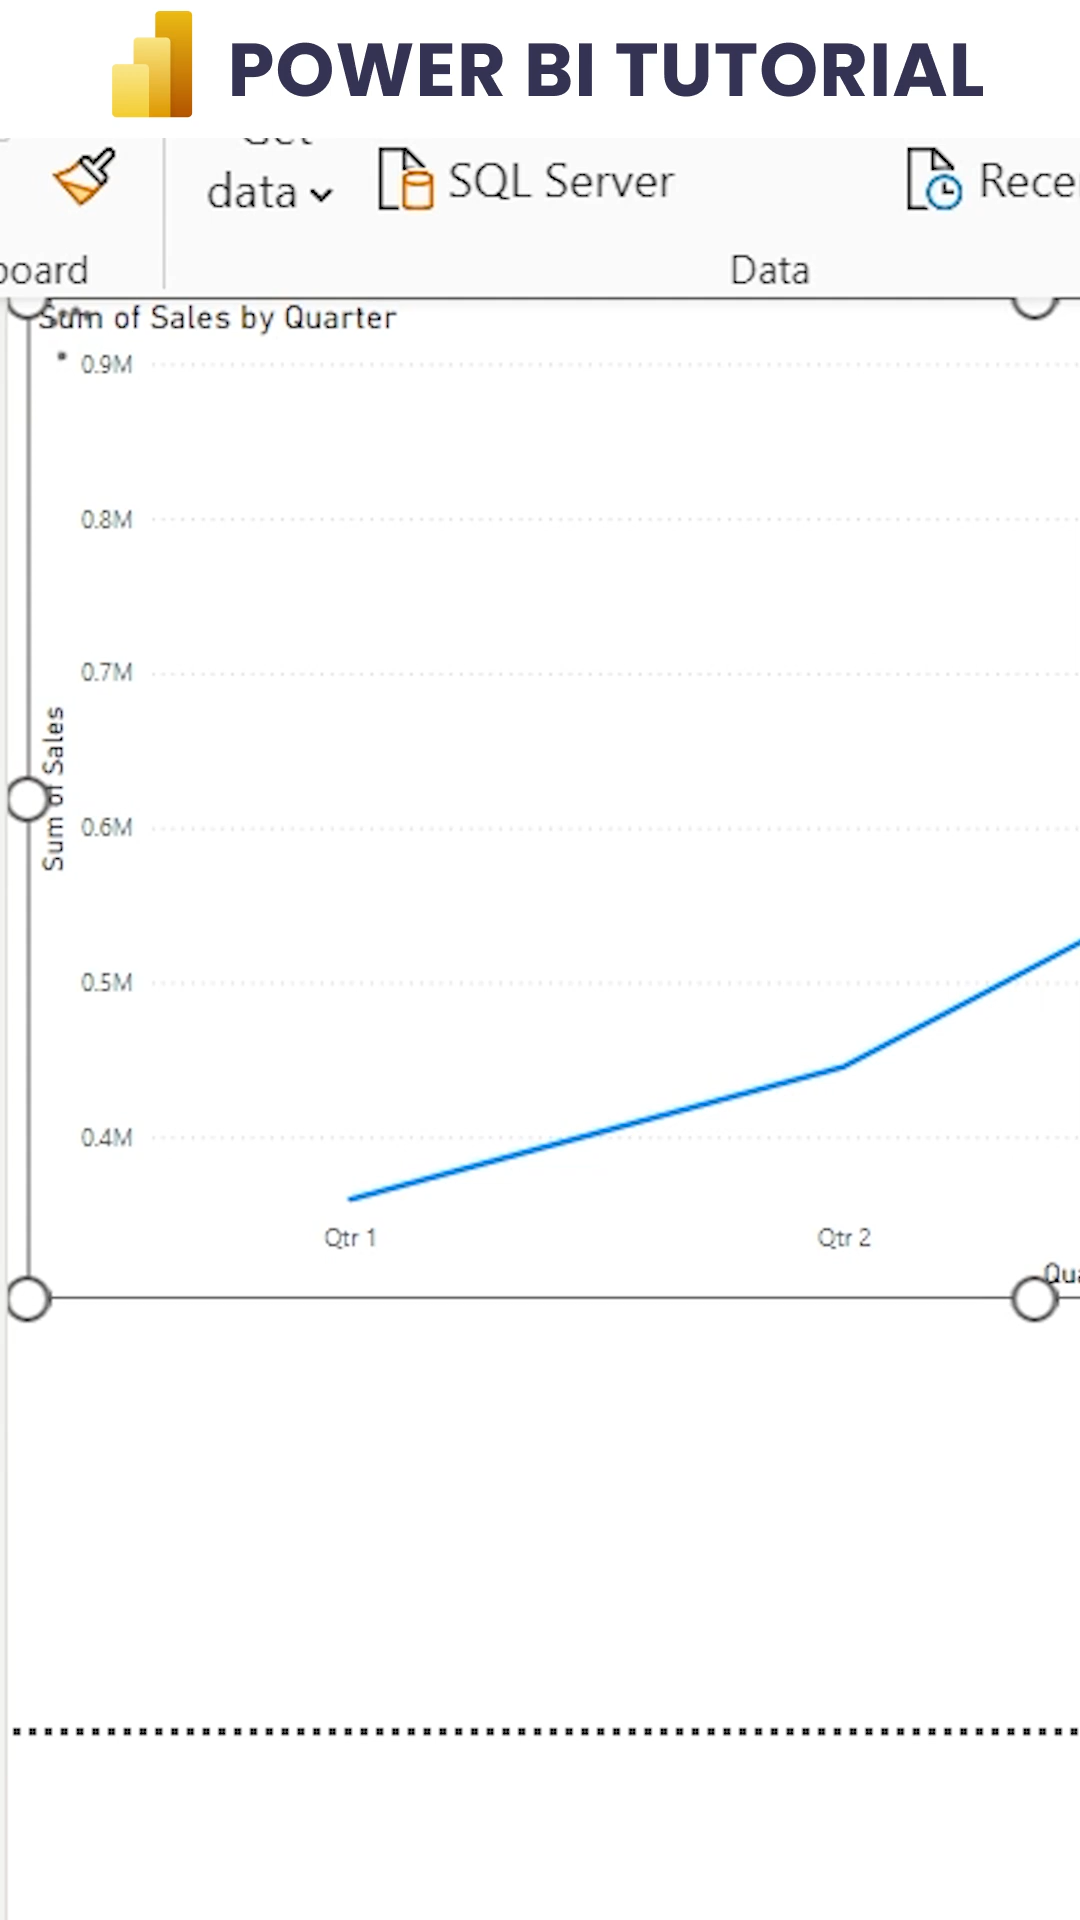 POWER BI TUTORIAL
data
SQL Server
Rece
board
Data
Sum of Sales by Quarter
0.9M
0.8M
0.7M
Sum of Sales
0.6M
0.5M
0.4M
Qtr 1
Qtr 2
Qua